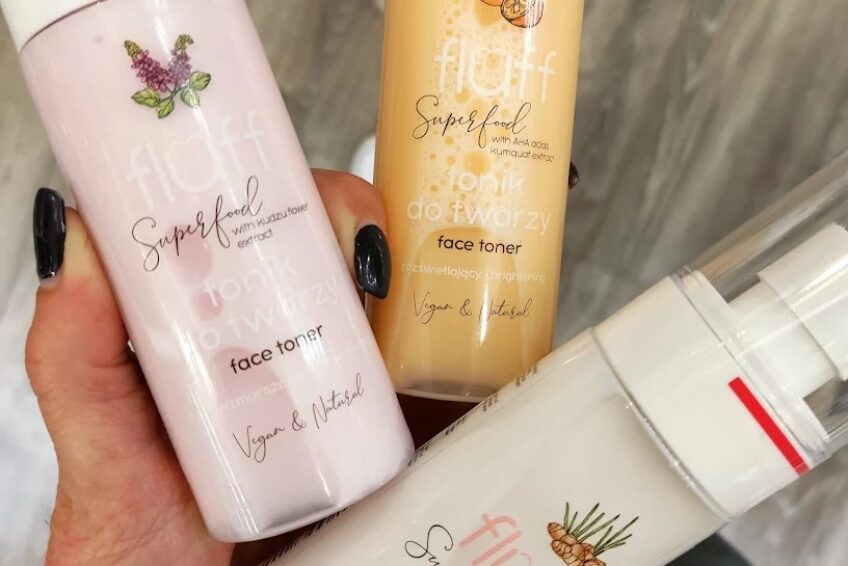 fluff
Superfood
with kudzu flower
extract
tonik
do twarzy
face toner
Vegan & Natural
fluff
Superfood
with AHA acids
kumquat extract
tonik
do twarzy
face toner
rozświetlający · brightening
Vegan & Natural